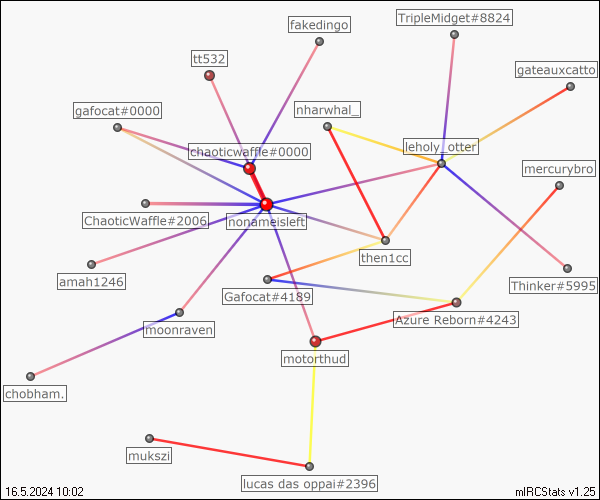 TripleMidget#8824
fakedingo
tt532
gateauxcatto
gafocat#0000
nharwhal_
leholy_otter
chaoticwaffle#0000
mercurybro
ChaoticWaffle#2006
nonameisleft
then1cc
amah1246
Thinker#5995
Gafocat#4189
Azure Reborn#4243
moonraven
motorthud
chobham.
mukszi
lucas das oppai#2396
16.5.2024 10:02
mIRCStats v1.25